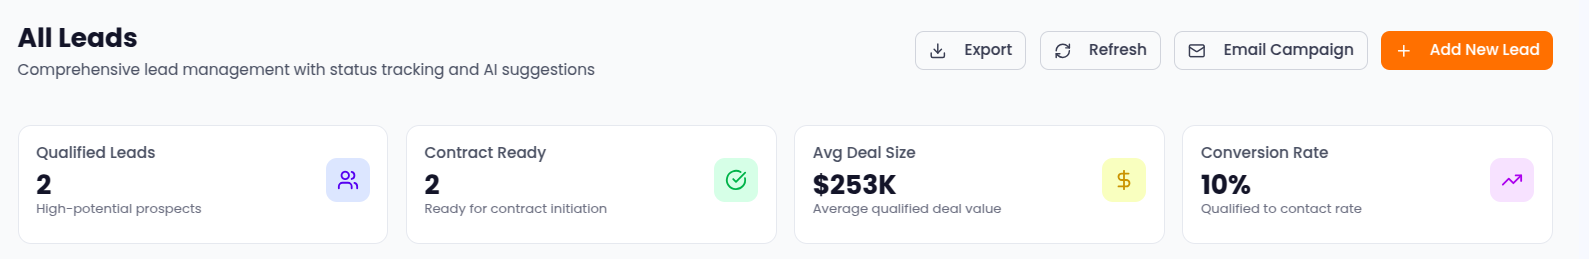 All Leads
Comprehensive lead management with status tracking and AI suggestions
Export
Refresh
Email Campaign
Add New Lead
Qualified Leads
2
High-potential prospects
Contract Ready
2
Ready for contract initiation
Avg Deal Size
$253K
Average qualified deal value
Conversion Rate
10%
Qualified to contact rate